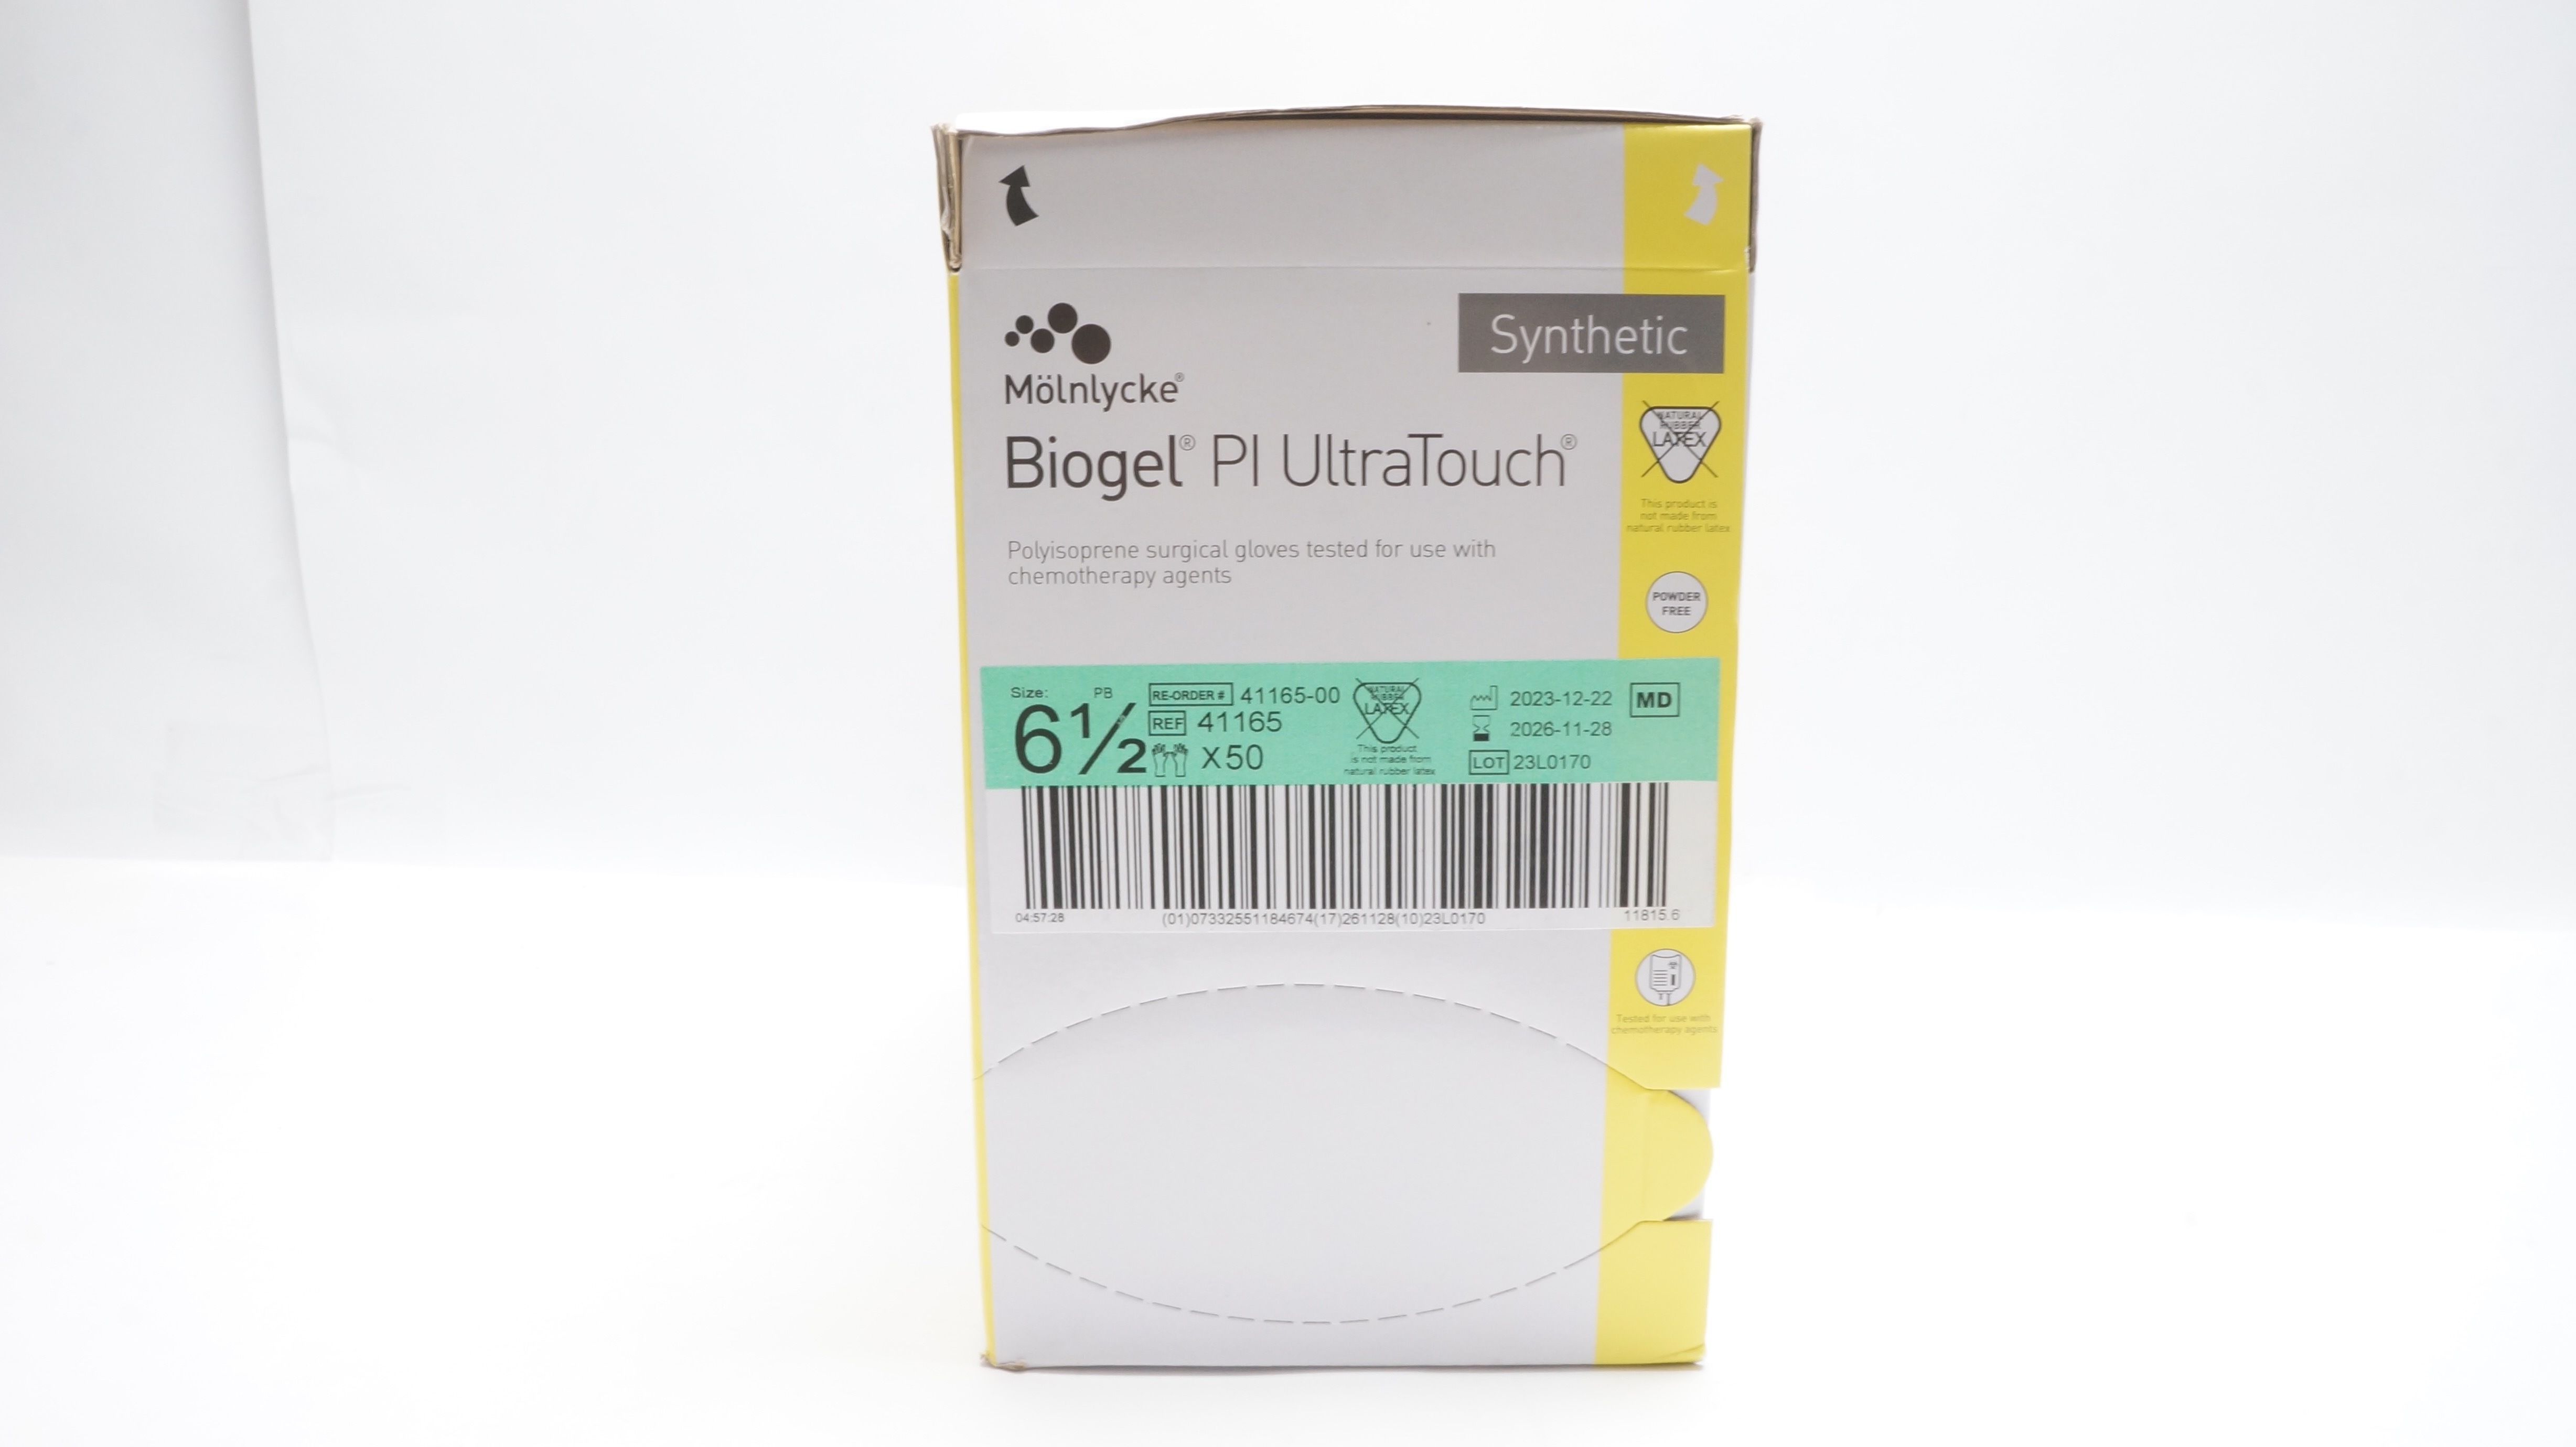 Synthetic
Mölnlycke®
Biogel® PI UltraTouch®
NATURAL
RUBBER
LATEX
This product is
not made from
natural rubber latex
Polyisoprene surgical gloves tested for use with
chemotherapy agents
POWDER
FREE
Size: PB
6½
RE-ORDER # 41165-00
REF 41165
X50
NATURAL
RUBBER
LATEX
This product
is not made from
natural rubber latex
2023-12-22
2026-11-28
LOT 23L0170
MD
04:57:28 (01)07332551184674(17)261128(10)23L0170 11815.6
Tested for use with
chemotherapy agents